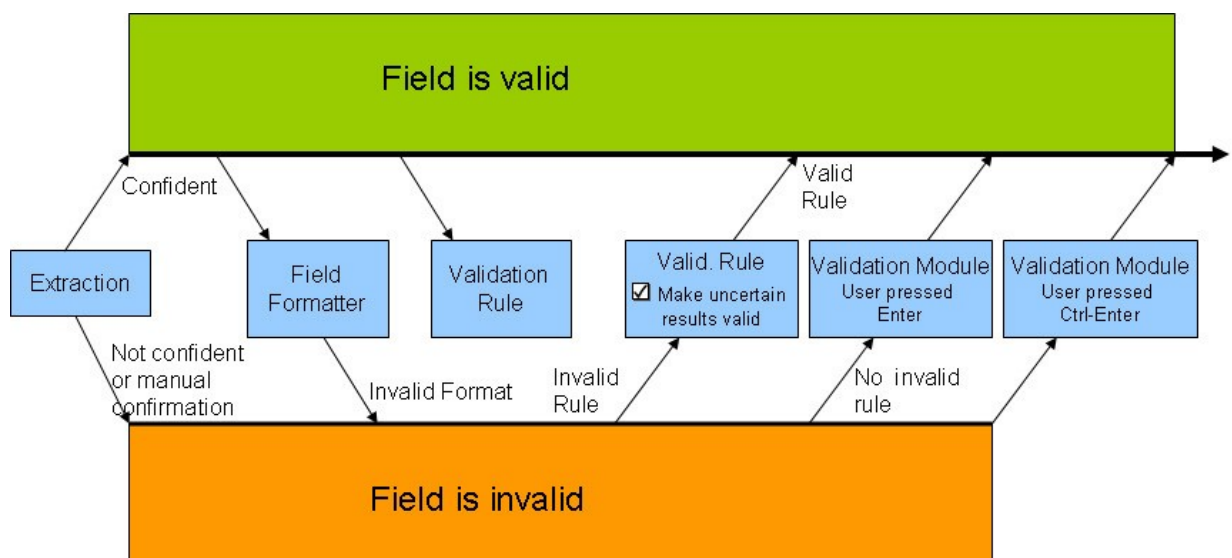 Field is valid
Confident
Valid
Rule
Extraction
Field
Formatter
Validation
Rule
Valid. Rule
Make uncertain
results valid
Validation Module
User pressed
Enter
Validation Module
User pressed
Ctrl-Enter
Not confident
or manual
confirmation
Invalid Format
Invalid
Rule
No invalid
rule
Field is invalid